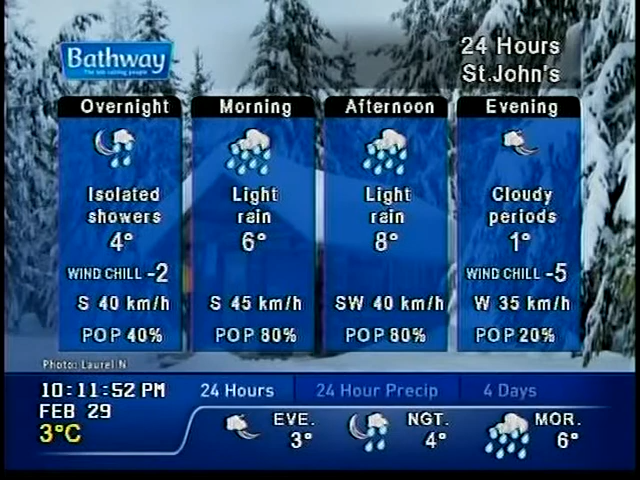 Bathway
24 Hours
St.John's
Overnight
Morning
Afternoon
Evening
Isolated
showers
4°
WIND CHILL -2
S 40 km/h
POP 40%
Light
rain
6°
S 45 km/h
POP 80%
Light
rain
8°
SW 40 km/h
POP 80%
Cloudy
periods
1°
WIND CHILL -5
W 35 km/h
POP 20%
Photo: Laurel N
10:11:52 PM
FEB 29
3°C
24 Hours
24 Hour Precip
4 Days
EVE.
3°
NGT.
4°
MOR.
6°